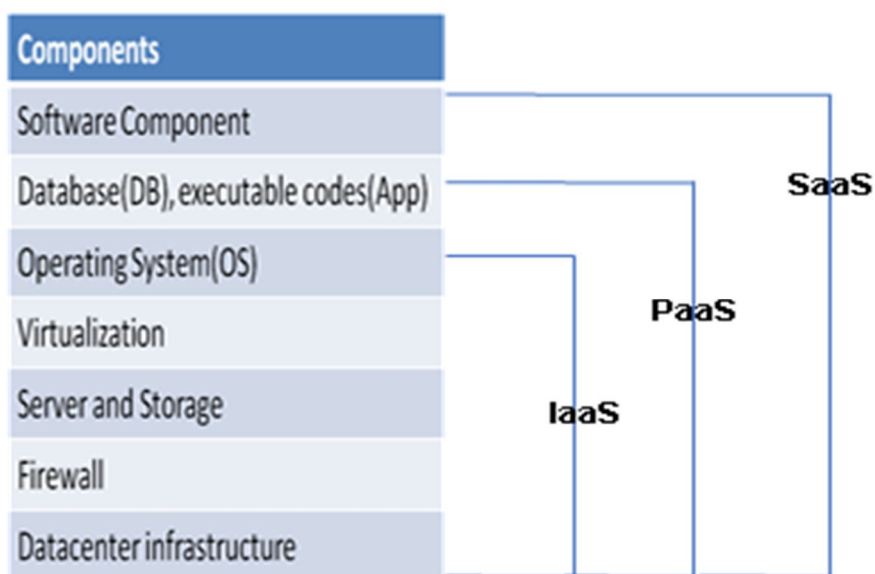 Components
Software Component
SaaS
Database(DB), executable codes(App)
Operating System(OS)
PaaS
Virtualization
Server and Storage
IaaS
Firewall
Datacenter infrastructure